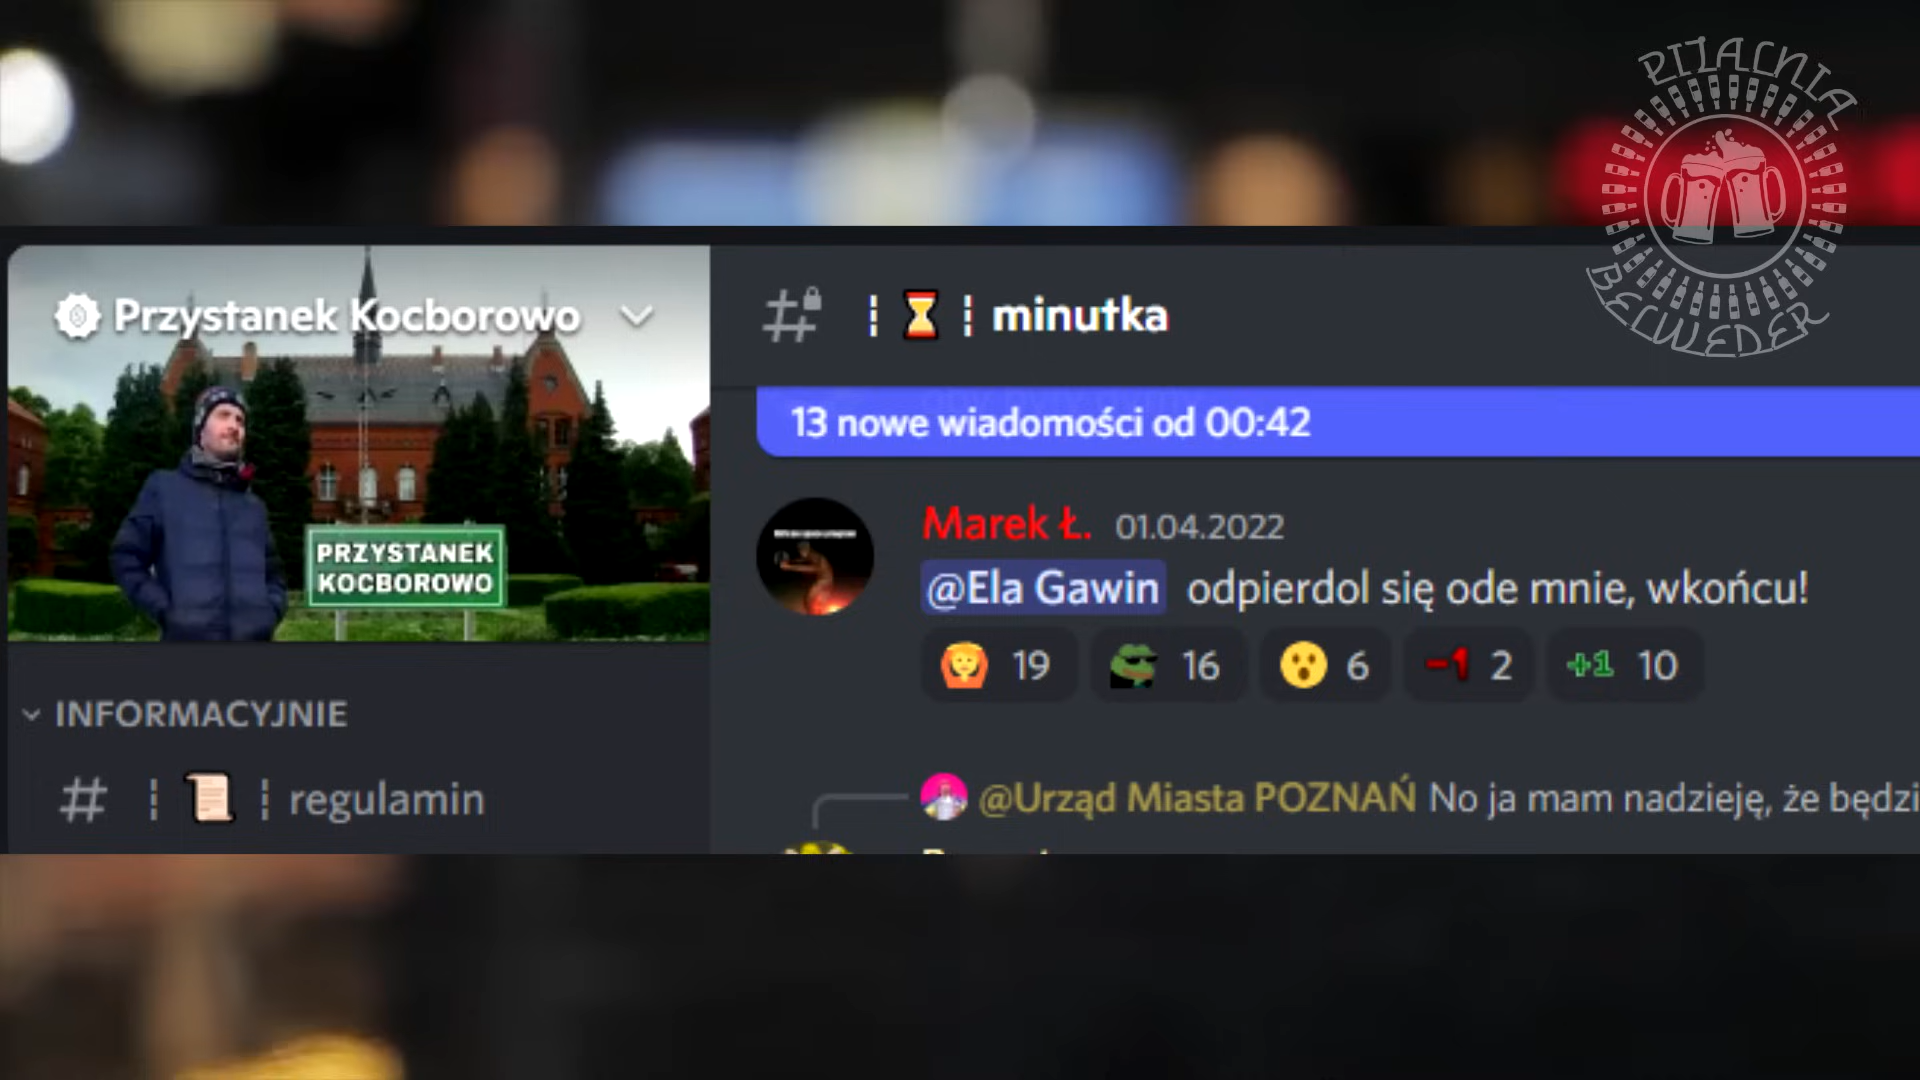 PIJALNIA
BELWEDER
Przystanek Kocborowo
PRZYSTANEK
KOCBOROWO
INFORMACYJNIE
# ┋ ┋ regulamin
# ┋ ┋ minutka
13 nowe wiadomości od 00:42
Marek Ł. 01.04.2022
@Ela Gawin odpierdol się ode mnie, wkońcu!
19 16 6 -1 2 +1 10
@Urząd Miasta POZNAŃ No ja mam nadzieję, że będzi